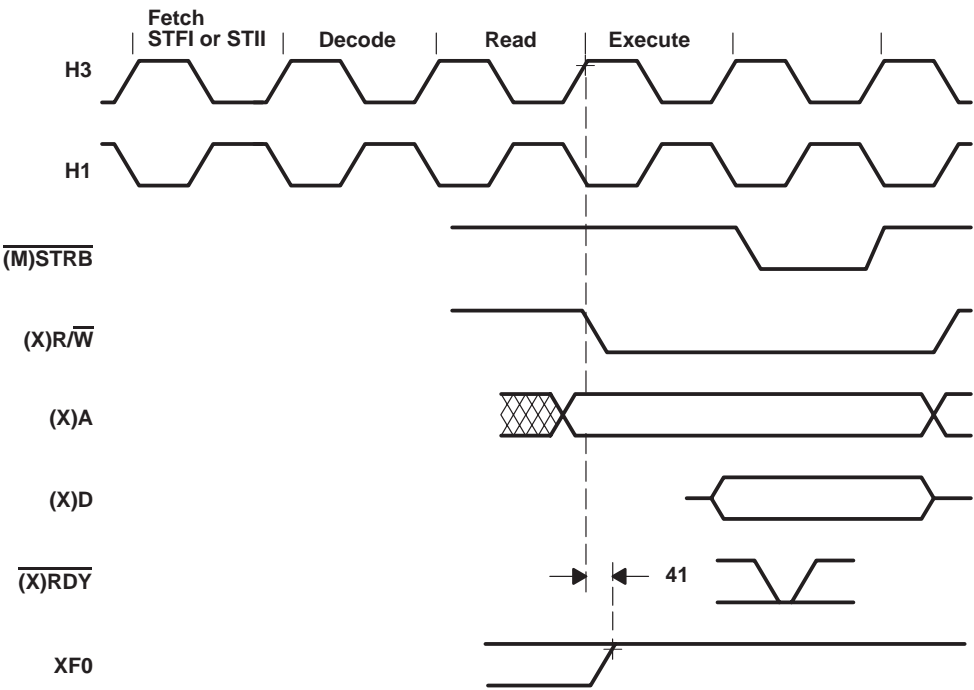 Fetch
STFI or STII
Decode
Read
Execute
H3
H1
(M)STRB
(X)R/W
(X)A
(X)D
(X)RDY
41
XF0